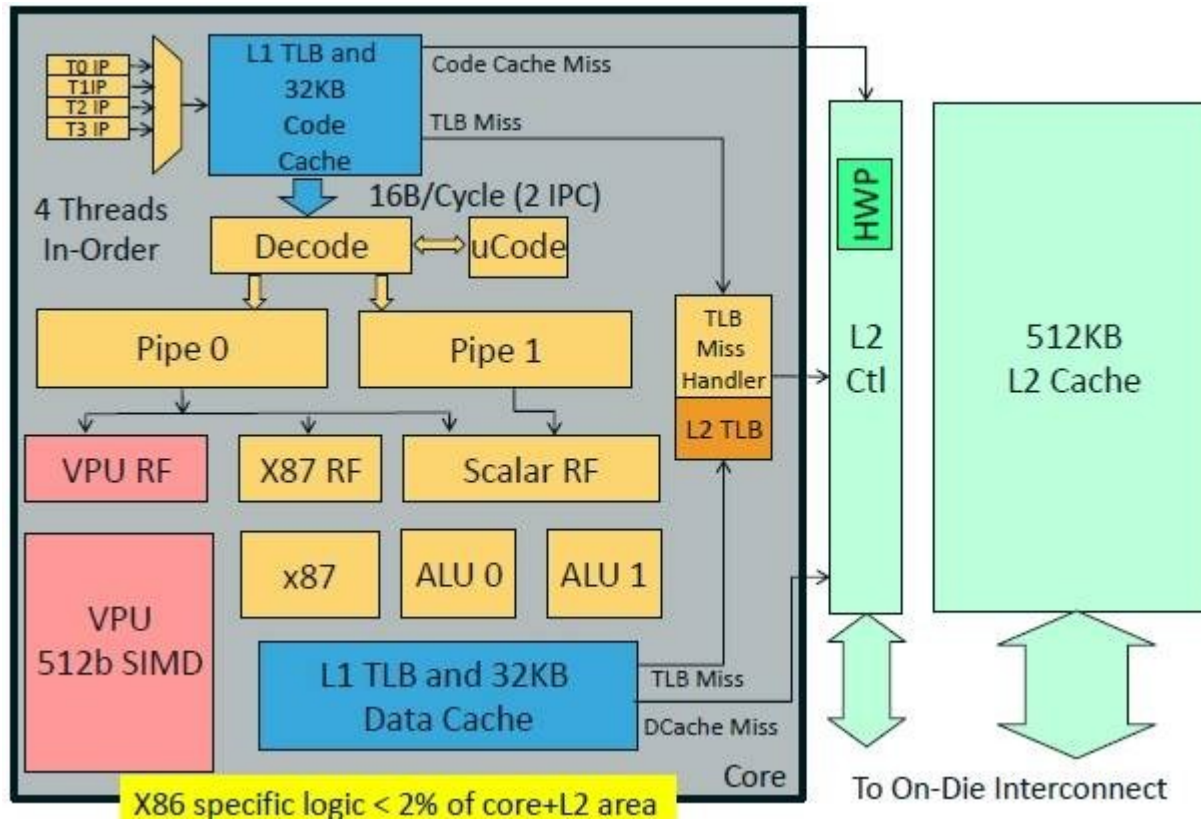 T0 IP
T1IP
T2 IP
T3 IP
L1 TLB and
32KB
Code
Cache
Code Cache Miss
TLB Miss
4 Threads
In-Order
16B/Cycle (2 IPC)
Decode
uCode
Pipe 0
Pipe 1
TLB
Miss
Handler
L2 TLB
HWP
L2
Ctl
512KB
L2 Cache
VPU RF
X87 RF
Scalar RF
VPU
512b SIMD
x87
ALU 0
ALU 1
L1 TLB and 32KB
Data Cache
TLB Miss
DCache Miss
Core
To On-Die Interconnect
X86 specific logic < 2% of core+L2 area